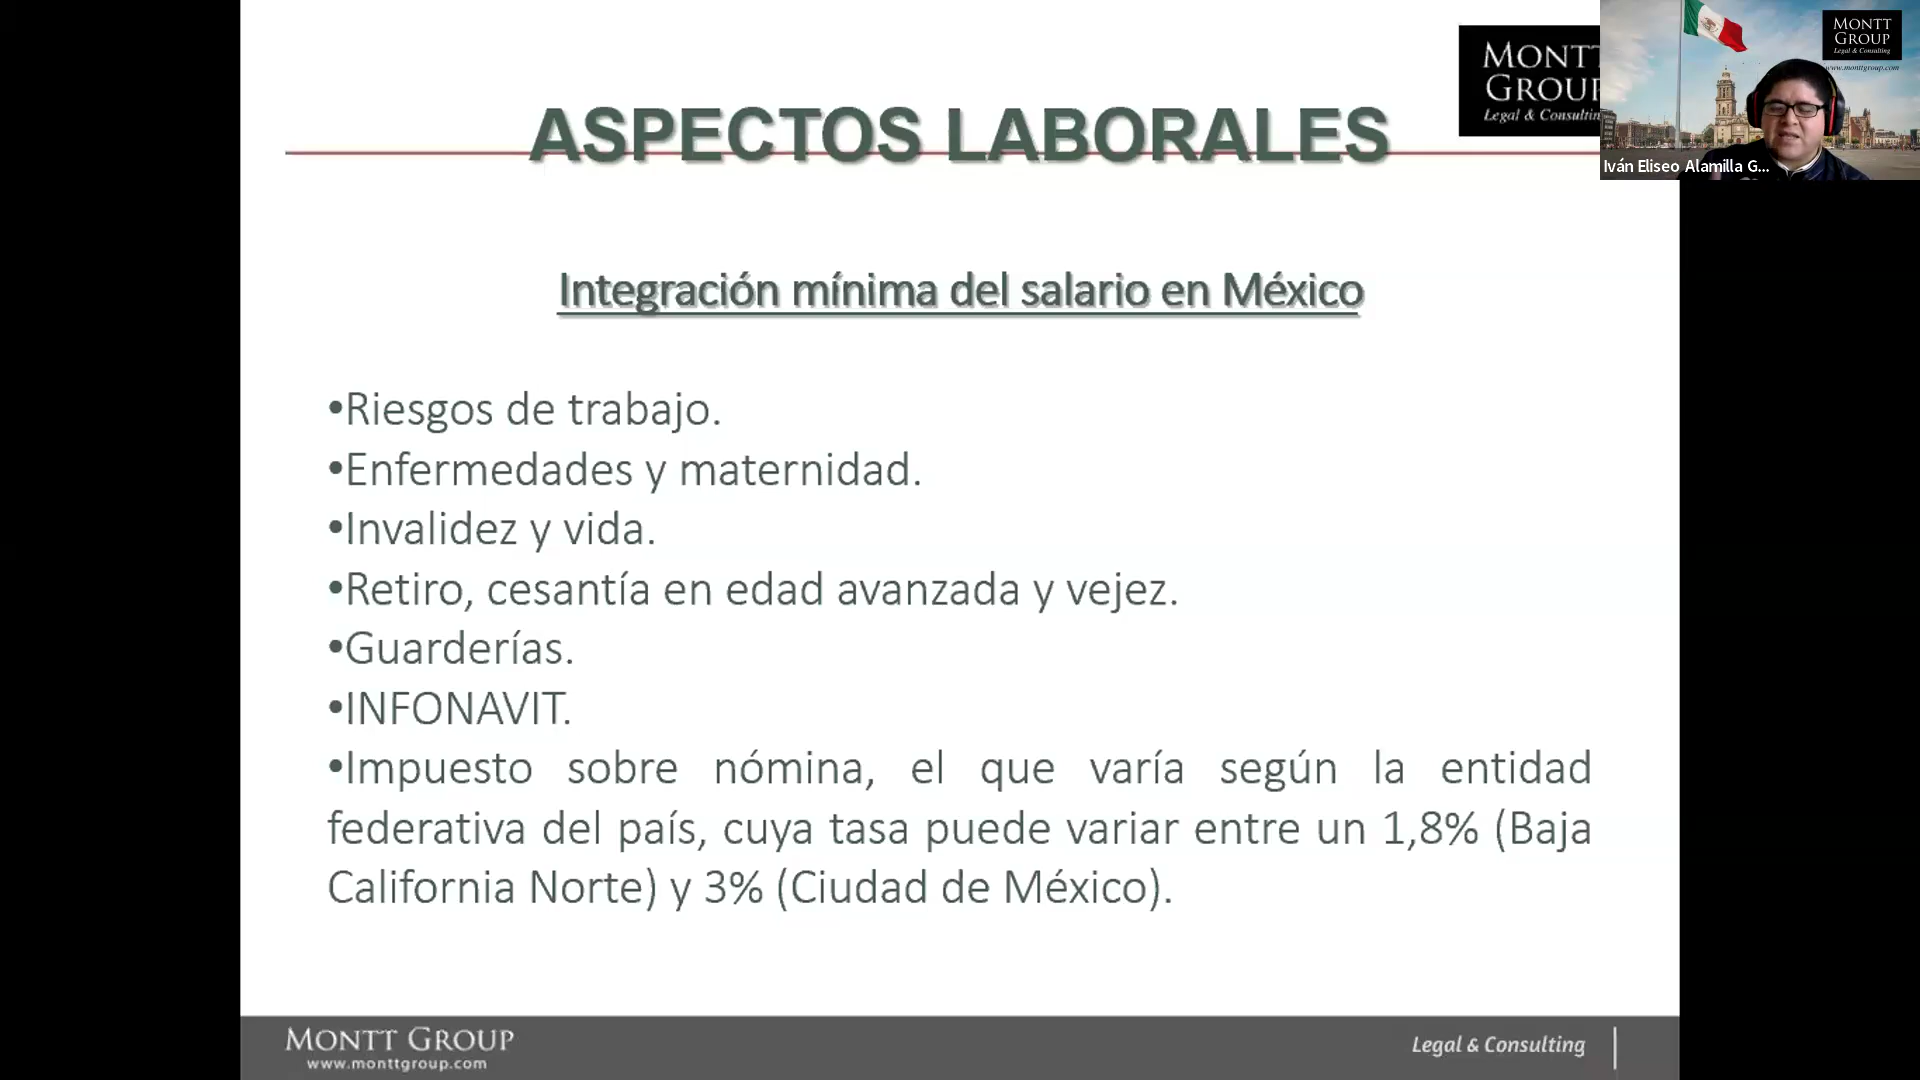 MONTT
GROUP
Legal & Consulting
MONTT
GROUP
Legal & Consultin
www.monttgroup.com
Iván Eliseo Alamilla G...
ASPECTOS LABORALES
Integración mínima del salario en México
•Riesgos de trabajo.
•Enfermedades y maternidad.
•Invalidez y vida.
•Retiro, cesantía en edad avanzada y vejez.
•Guarderías.
•INFONAVIT.
•Impuesto sobre nómina, el que varía según la entidad
federativa del país, cuya tasa puede variar entre un 1,8% (Baja
California Norte) y 3% (Ciudad de México).
MONTT GROUP
www.monttgroup.com
Legal & Consulting